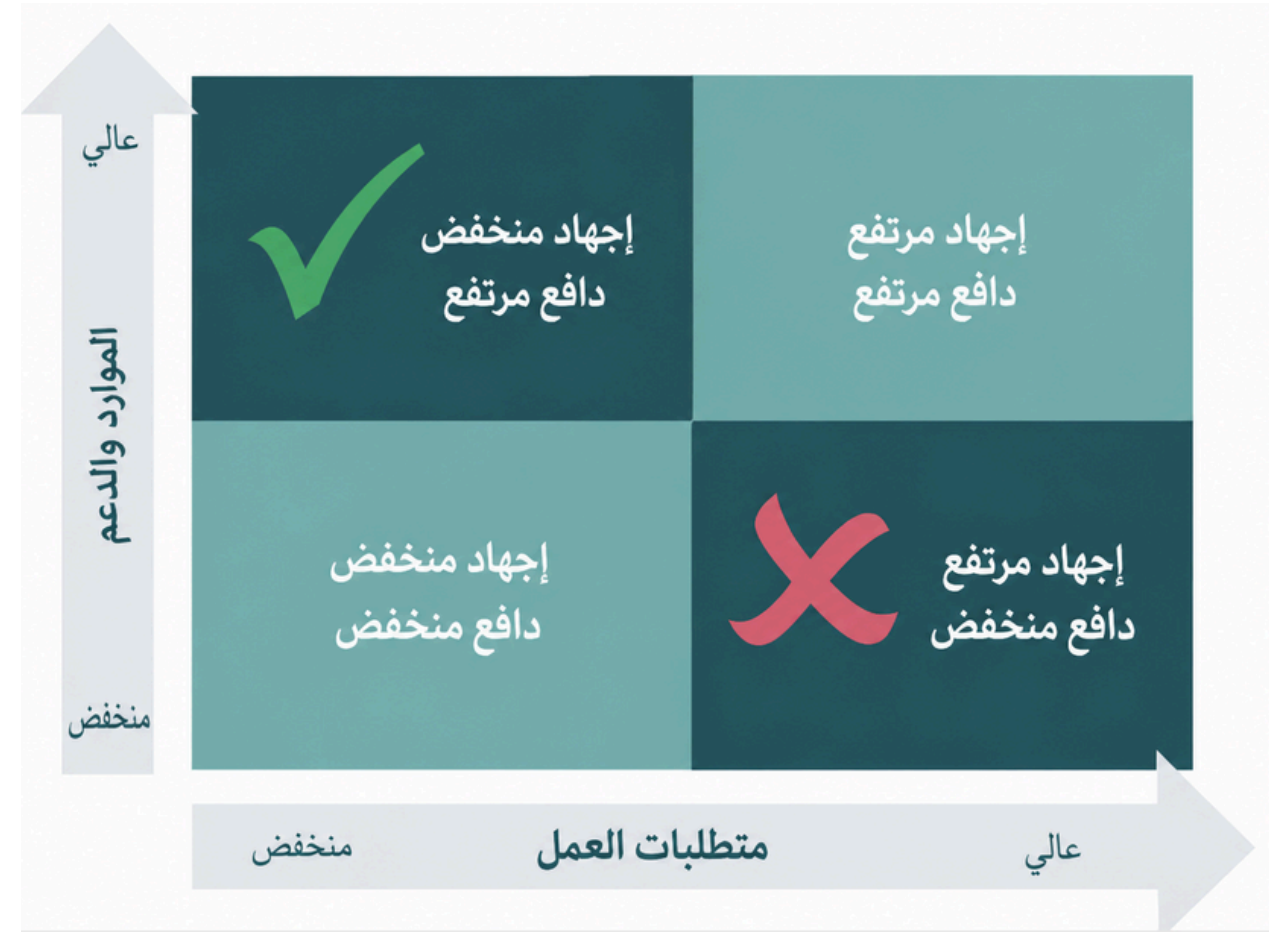 عالي
الموارد والدعم
منخفض
إجهاد منخفض
دافع مرتفع
إجهاد مرتفع
دافع مرتفع
إجهاد منخفض
دافع منخفض
إجهاد مرتفع
دافع منخفض
منخفض
متطلبات العمل
عالي